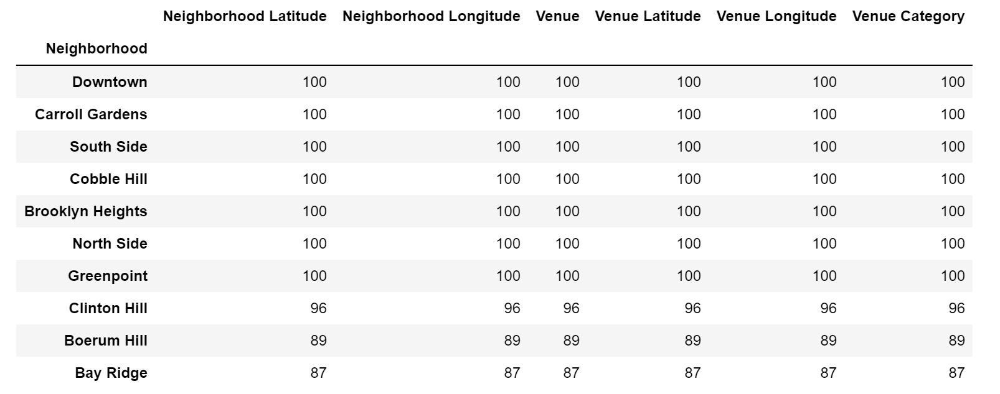 Neighborhood Latitude Neighborhood Longitude Venue Venue Latitude Venue Longitude Venue Category
Neighborhood
Downtown 100 100 100 100 100 100
Carroll Gardens 100 100 100 100 100 100
South Side 100 100 100 100 100 100
Cobble Hill 100 100 100 100 100 100
Brooklyn Heights 100 100 100 100 100 100
North Side 100 100 100 100 100 100
Greenpoint 100 100 100 100 100 100
Clinton Hill 96 96 96 96 96 96
Boerum Hill 89 89 89 89 89 89
Bay Ridge 87 87 87 87 87 87